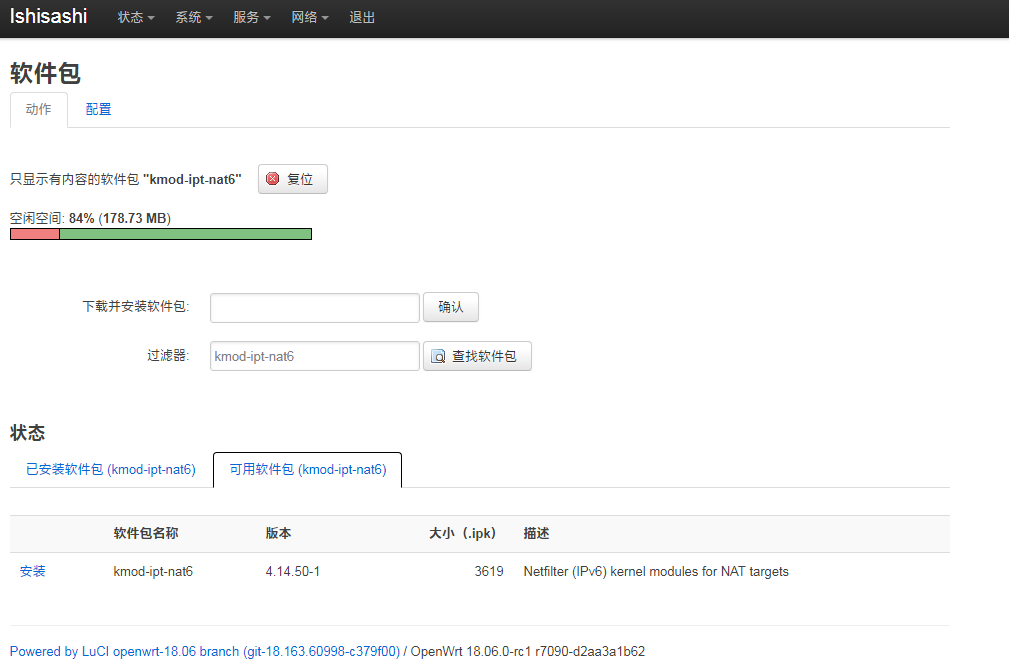 Ishisashi 状态 系统 服务 网络 退出
软件包
动作 配置
只显示有内容的软件包 "kmod-ipt-nat6" 复位
空闲空间: 84% (178.73 MB)
下载并安装软件包: 确认
过滤器: kmod-ipt-nat6 查找软件包
状态
已安装软件包 (kmod-ipt-nat6) 可用软件包 (kmod-ipt-nat6)
软件包名称 版本 大小（.ipk） 描述
安装 kmod-ipt-nat6 4.14.50-1 3619 Netfilter (IPv6) kernel modules for NAT targets
Powered by LuCI openwrt-18.06 branch (git-18.163.60998-c379f00) / OpenWrt 18.06.0-rc1 r7090-d2aa3a1b62